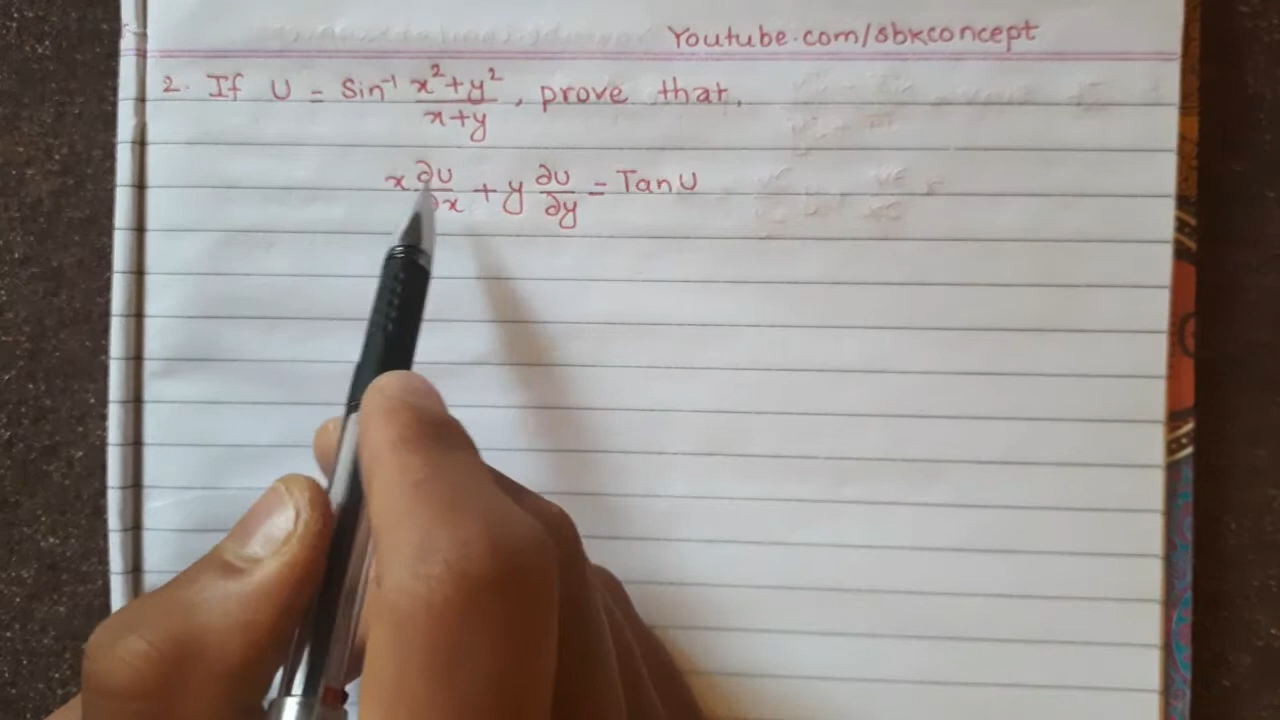 Youtube.com/sbkconcept
2. If U = Sin⁻¹ x²+y²/x+y, prove that,
x ∂U/∂x + y ∂U/∂y = Tan U